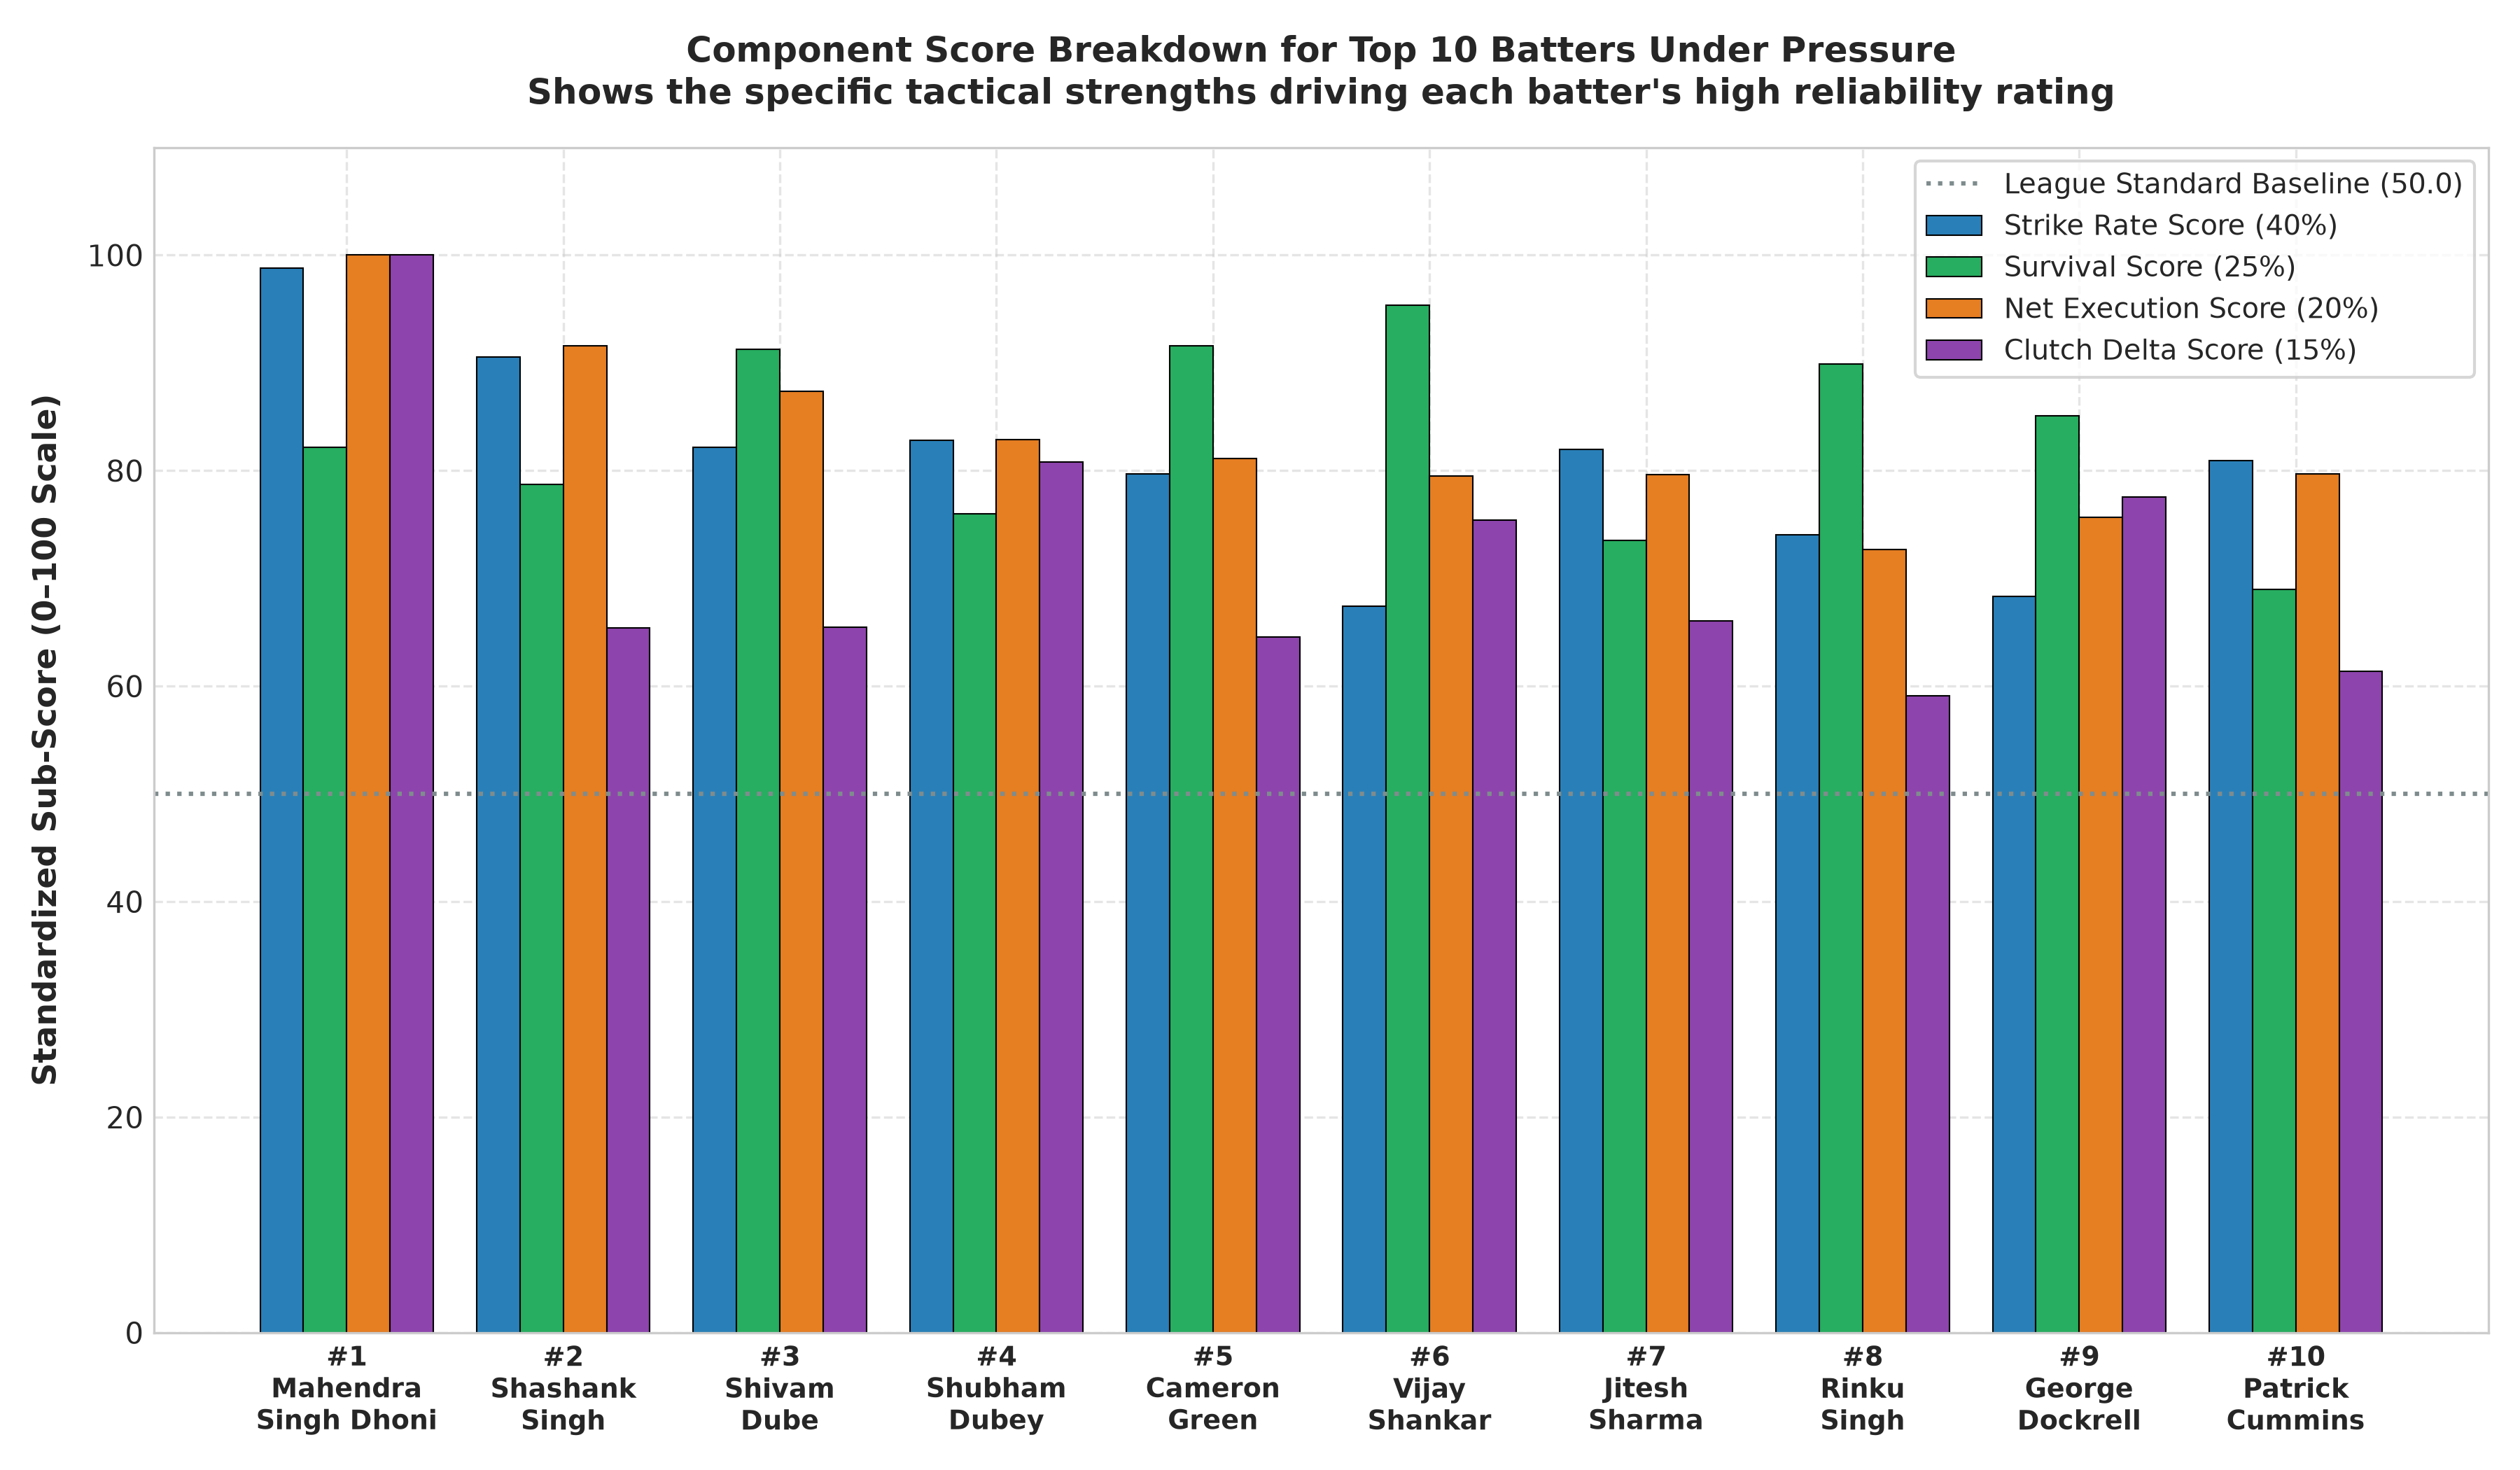 Component Score Breakdown for Top 10 Batters Under Pressure
Shows the specific tactical strengths driving each batter's high reliability rating
League Standard Baseline (50.0)
Strike Rate Score (40%)
Survival Score (25%)
Net Execution Score (20%)
Clutch Delta Score (15%)
Standardized Sub-Score (0–100 Scale)
100
80
60
40
20
0
#1
Mahendra
Singh Dhoni
#2
Shashank
Singh
#3
Shivam
Dube
#4
Shubham
Dubey
#5
Cameron
Green
#6
Vijay
Shankar
#7
Jitesh
Sharma
#8
Rinku
Singh
#9
George
Dockrell
#10
Patrick
Cummins